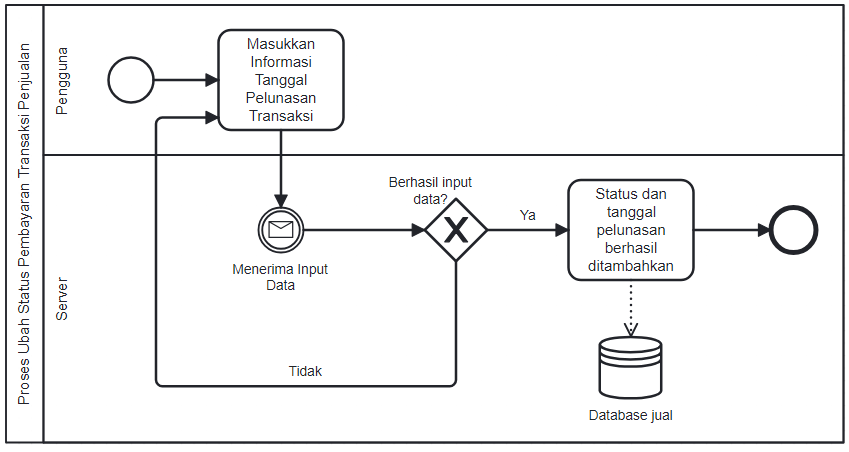 Proses Ubah Status Pembayaran Transaksi Penjualan
Pengguna
Masukkan
Informasi
Tanggal
Pelunasan
Transaksi
Server
Menerima Input
Data
Berhasil input
data?
Ya
Tidak
Status dan
tanggal
pelunasan
berhasil
ditambahkan
Database jual